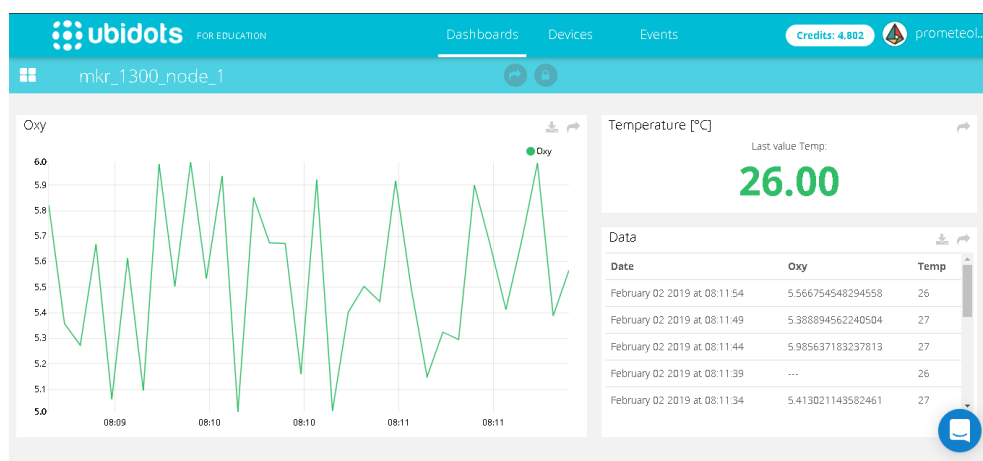 ubidots FOR EDUCATION Dashboards Devices Events Credits: 4,802 prometeol...
mkr_1300_node_1
Oxy
Oxy
6.0
5.9
5.8
5.7
5.6
5.5
5.4
5.3
5.2
5.1
5.0
08:09 08:10 08:10 08:11 08:11
Temperature [°C]
Last value Temp:
26.00
Data
Date Oxy Temp
February 02 2019 at 08:11:54 5.566754548294558 26
February 02 2019 at 08:11:49 5.388894562240504 27
February 02 2019 at 08:11:44 5.985637183237813 27
February 02 2019 at 08:11:39 --- 26
February 02 2019 at 08:11:34 5.413021143582461 27